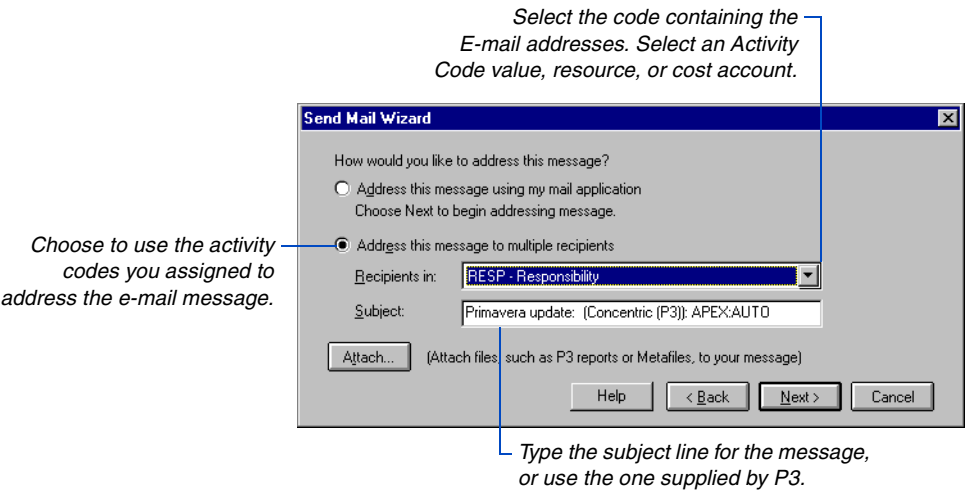 Select the code containing the
E-mail addresses. Select an Activity
Code value, resource, or cost account.
Send Mail Wizard
How would you like to address this message?
Address this message using my mail application
Choose Next to begin addressing message.
Choose to use the activity
codes you assigned to
address the e-mail message.
Address this message to multiple recipients
Recipients in: RESP - Responsibility
Subject: Primavera update: (Concentric (P3)): APEX:AUTO
Attach... (Attach files, such as P3 reports or Metafiles, to your message)
Help < Back Next > Cancel
Type the subject line for the message,
or use the one supplied by P3.